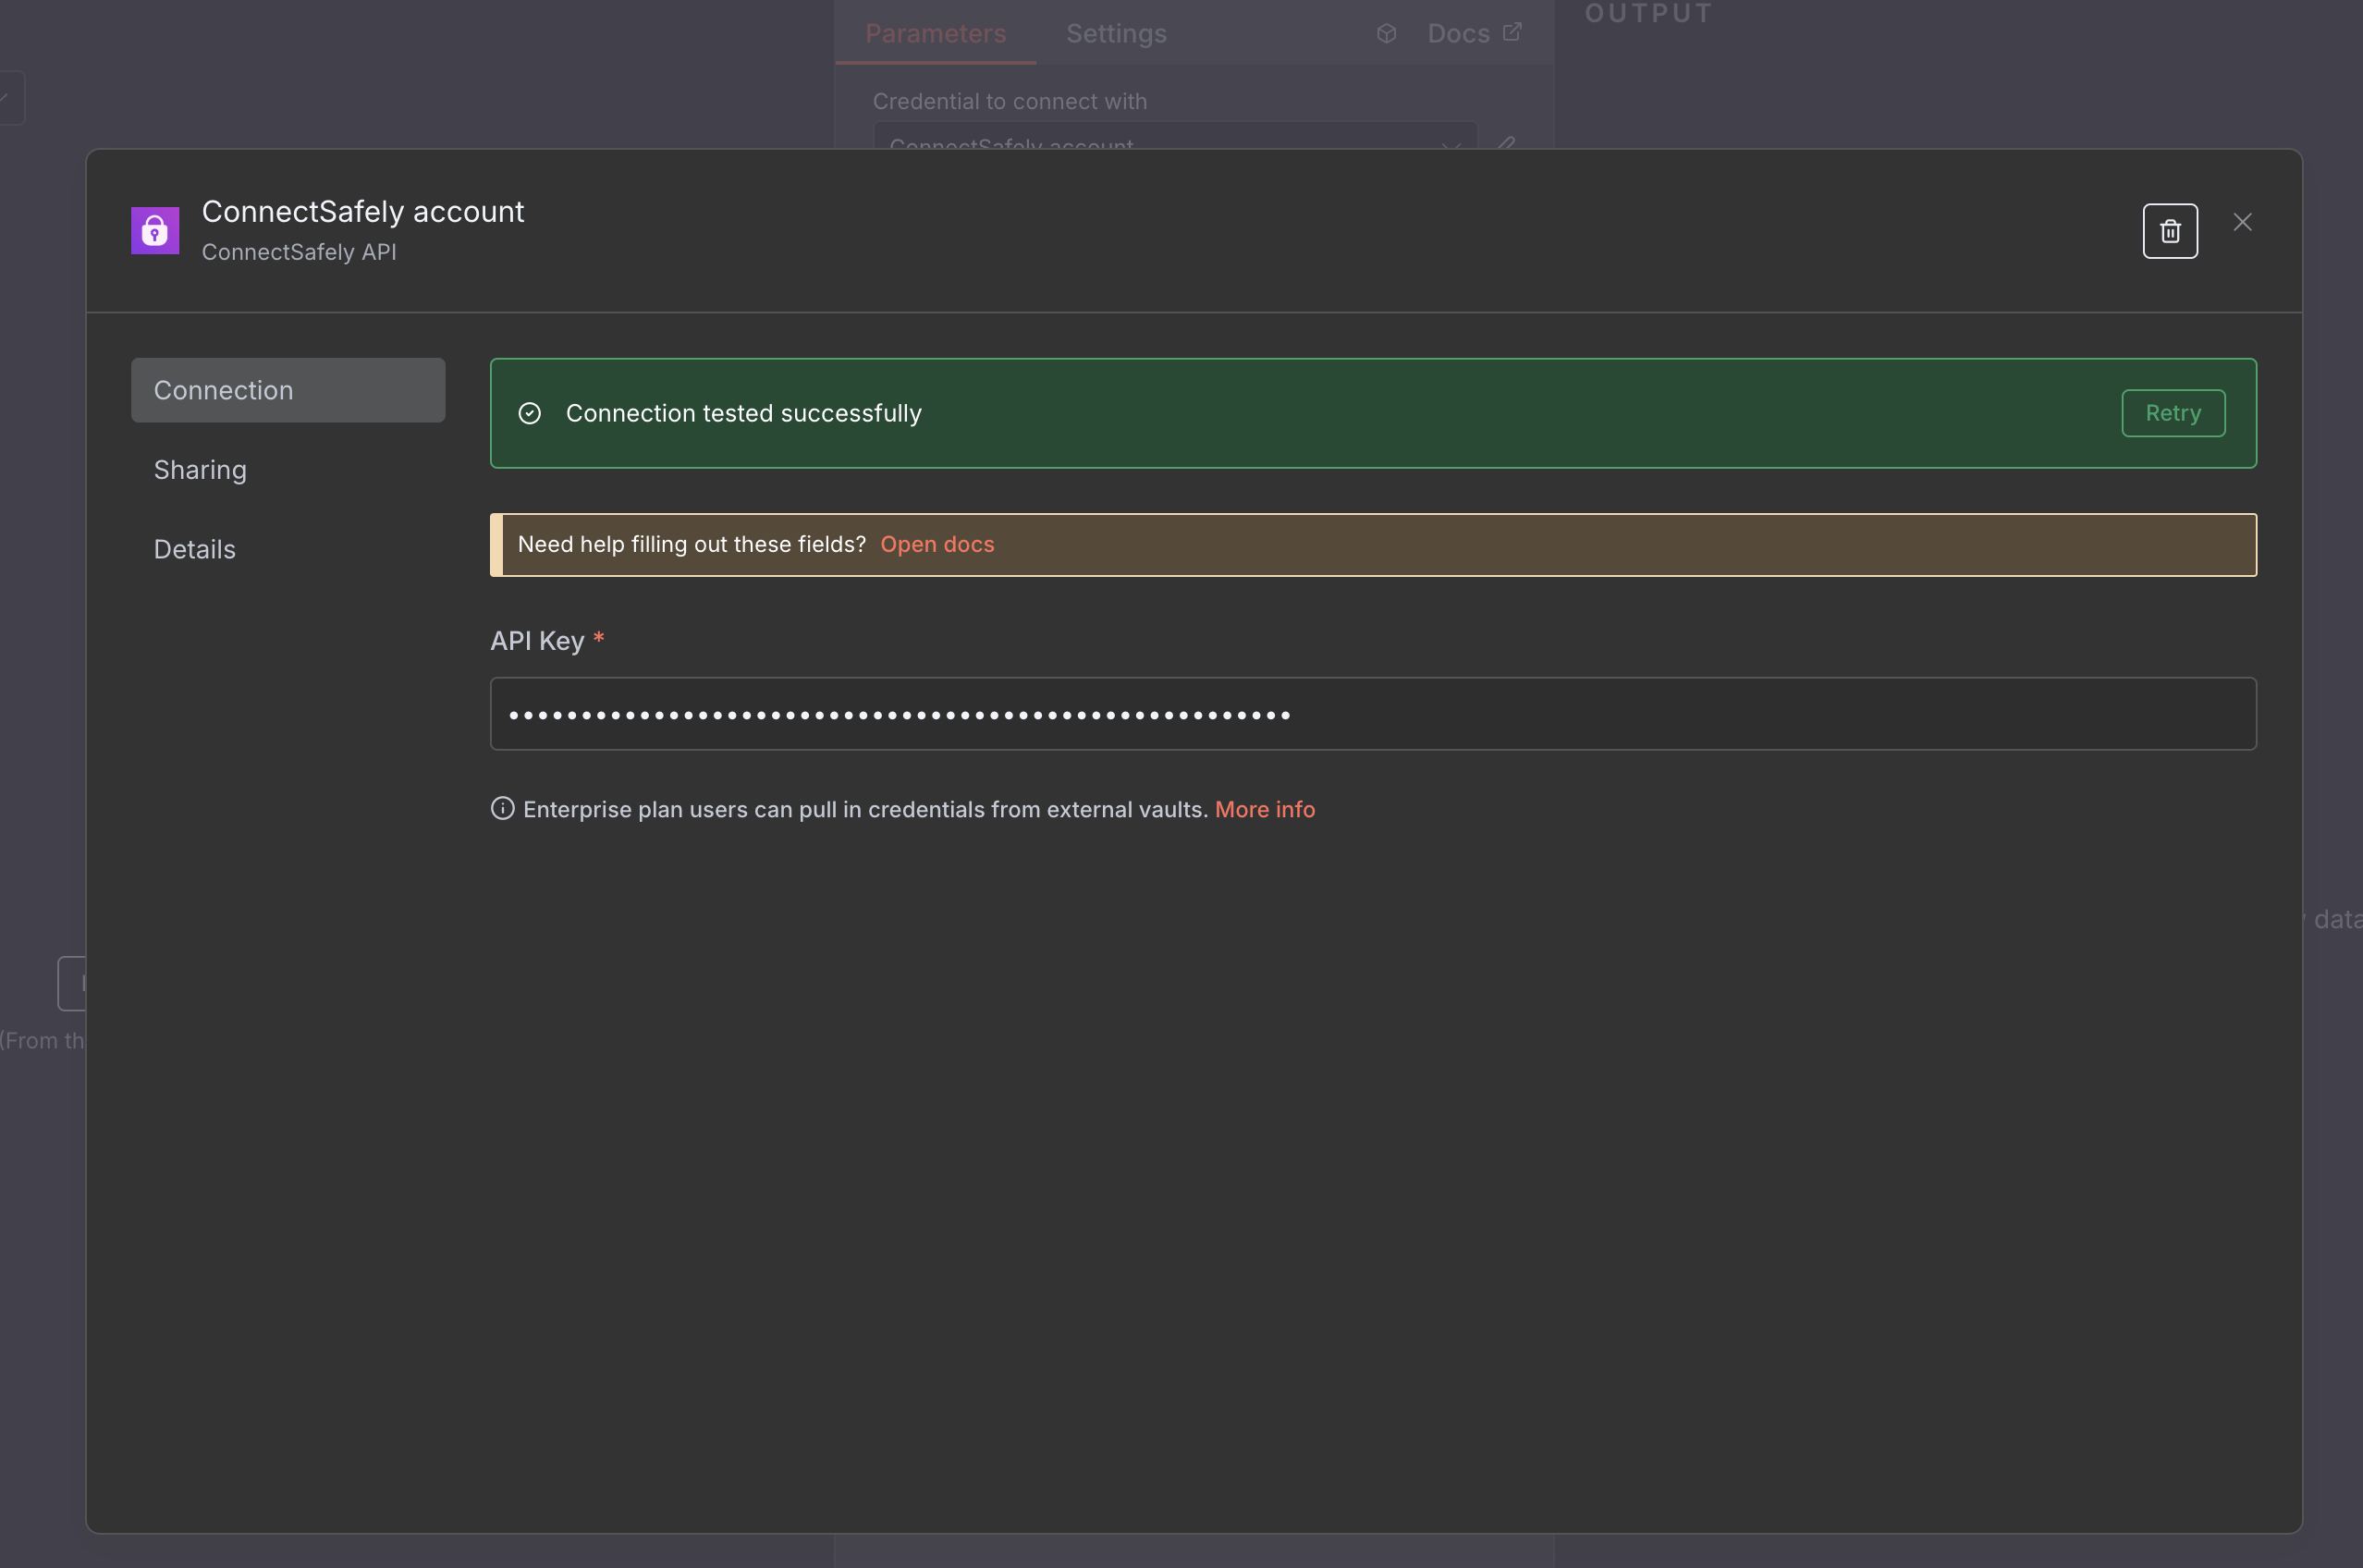 Parameters Settings Docs
OUTPUT
Credential to connect with
ConnectSafely account
ConnectSafely account
ConnectSafely API
Connection
Sharing
Details
Connection tested successfully
Retry
Need help filling out these fields? Open docs
API Key *
••••••••••••••••••••••••••••••••••••••••••••••••••••••
Enterprise plan users can pull in credentials from external vaults. More info
data
(From th